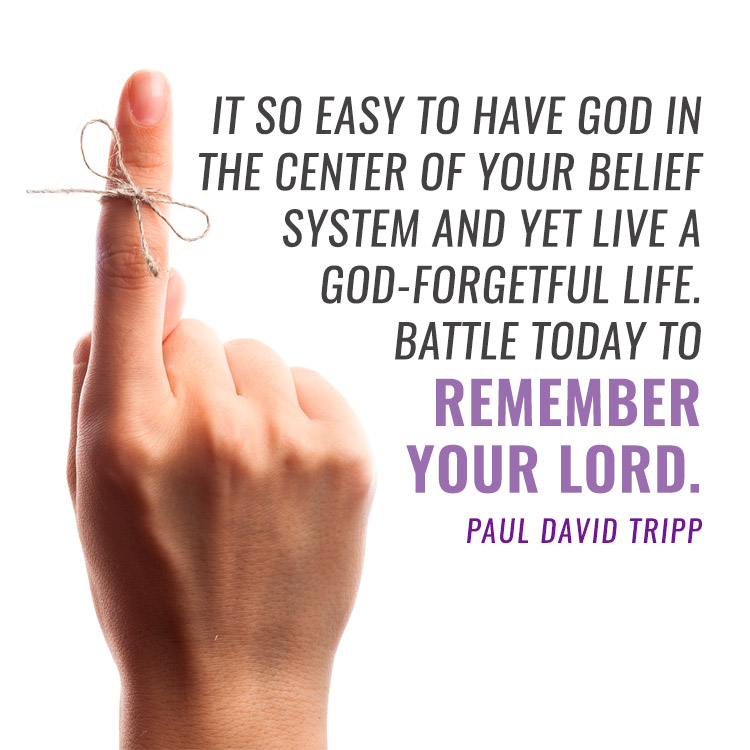 IT SO EASY TO HAVE GOD IN
THE CENTER OF YOUR BELIEF
SYSTEM AND YET LIVE A
GOD-FORGETFUL LIFE.
BATTLE TODAY TO
REMEMBER
YOUR LORD.
PAUL DAVID TRIPP